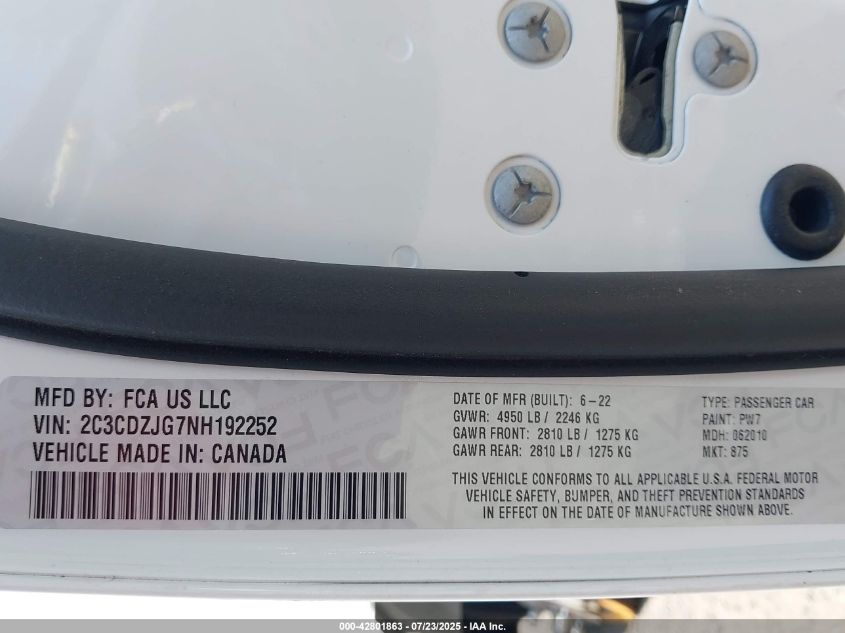 MFD BY: FCA US LLC
VIN: 2C3CDZJG7NH192252
VEHICLE MADE IN: CANADA
DATE OF MFR (BUILT): 6-22
GVWR: 4950 LB / 2246 KG
GAWR FRONT: 2810 LB / 1275 KG
GAWR REAR: 2810 LB / 1275 KG
TYPE: PASSENGER CAR
PAINT: PW7
MDH: 062010
MKT: 875
THIS VEHICLE CONFORMS TO ALL APPLICABLE U.S.A. FEDERAL MOTOR
VEHICLE SAFETY, BUMPER, AND THEFT PREVENTION STANDARDS
IN EFFECT ON THE DATE OF MANUFACTURE SHOWN ABOVE.
000-42801863 - 07/23/2025 - IAA Inc.